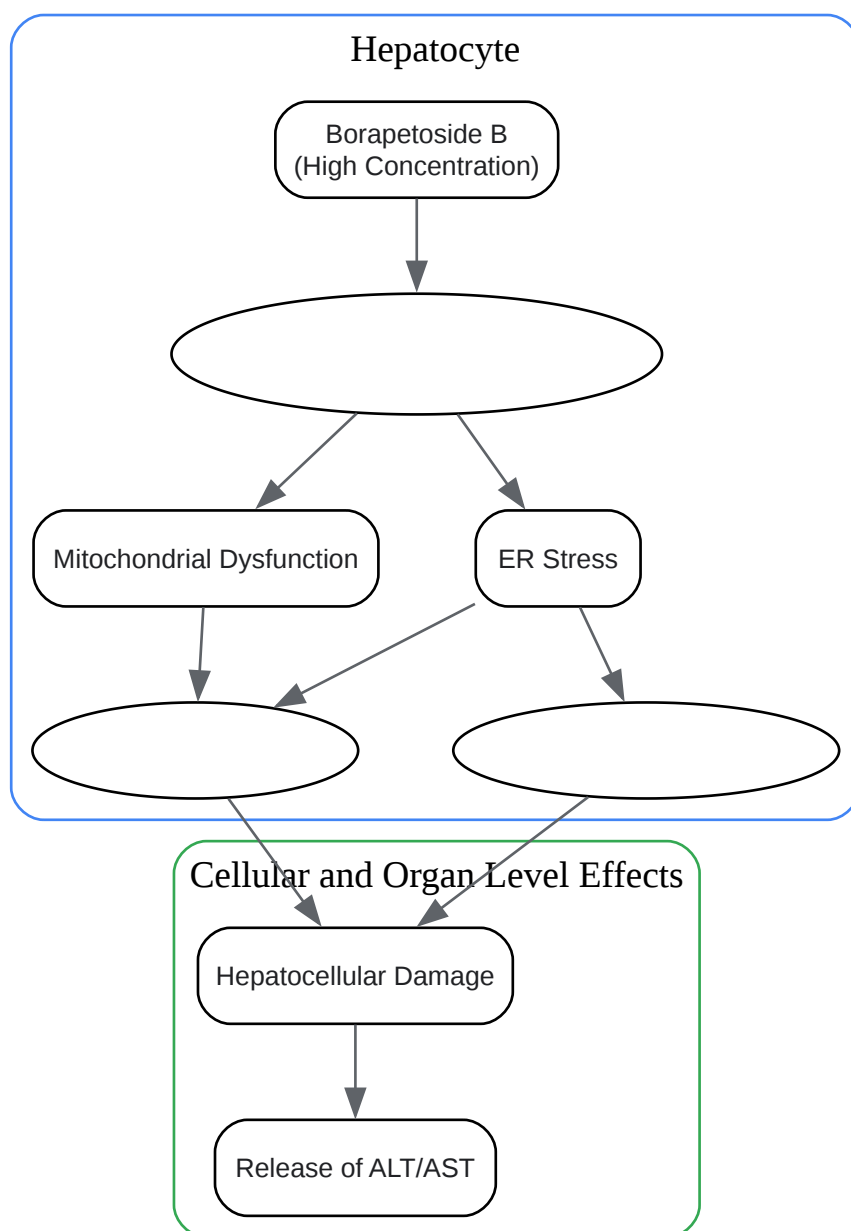 Hepatocyte
Borapetoside B
(High Concentration)
Mitochondrial Dysfunction
ER Stress
Cellular and Organ Level Effects
Hepatocellular Damage
Release of ALT/AST